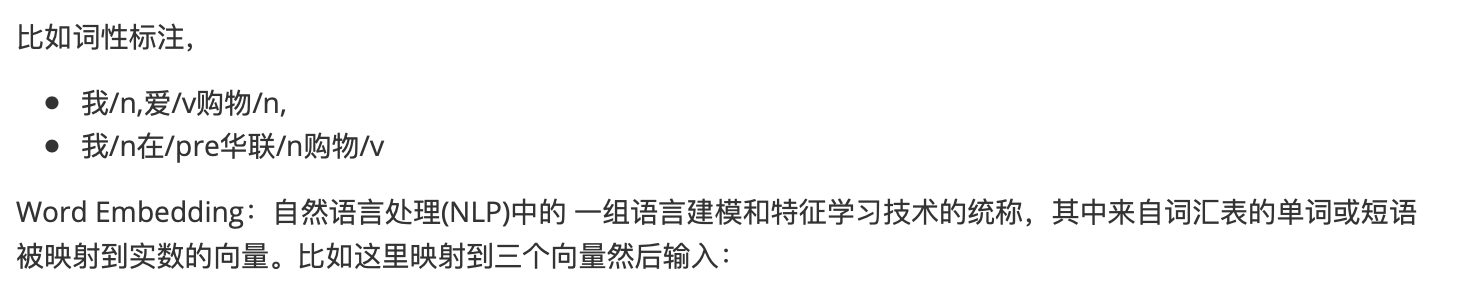 比如词性标注，
• 我/n,爱/v购物/n,
• 我/n在/pre华联/n购物/v
Word Embedding：自然语言处理(NLP)中的 一组语言建模和特征学习技术的统称，其中来自词汇表的单词或短语
被映射到实数的向量。比如这里映射到三个向量然后输入：